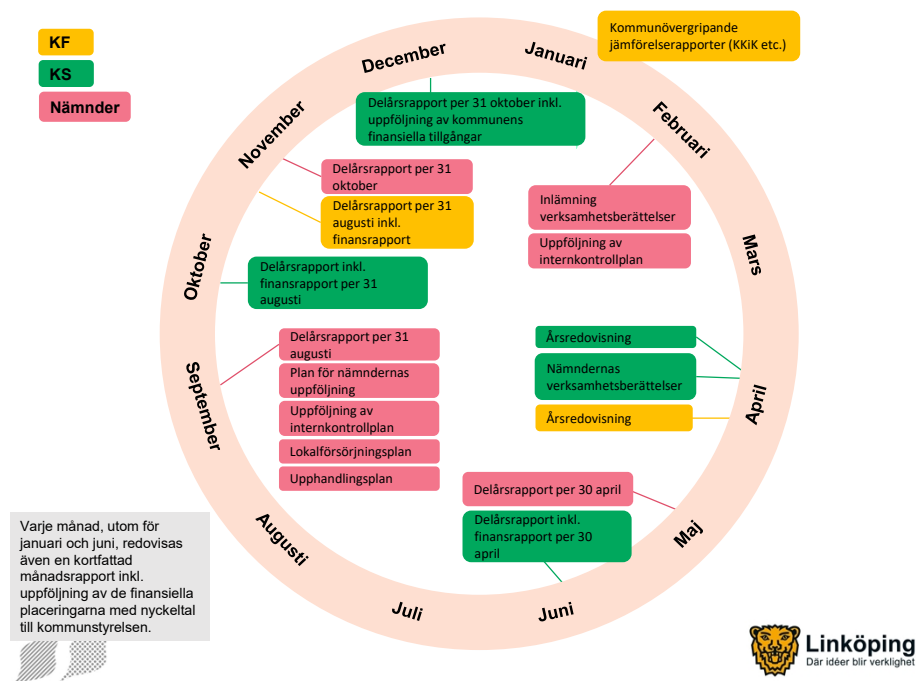 KF
KS
Nämnder
Kommunövergripande
jämförelserapporter (KKiK etc.)
Januari
Februari
Mars
April
Maj
Juni
Juli
Augusti
September
Oktober
November
December
Delårsrapport per 31 oktober inkl.
uppföljning av kommunens
finansiella tillgångar
Delårsrapport per 31
oktober
Delårsrapport per 31
augusti inkl.
finansrapport
Inlämning
verksamhetsberättelser
Uppföljning av
internkontrollplan
Delårsrapport inkl.
finansrapport per 31
augusti
Delårsrapport per 31
augusti
Plan för nämndernas
uppföljning
Uppföljning av
internkontrollplan
Lokalförsörjningsplan
Upphandlingsplan
Årsredovisning
Nämndernas
verksamhetsberättelser
Årsredovisning
Delårsrapport per 30 april
Delårsrapport inkl.
finansrapport per 30
april
Varje månad, utom för
januari och juni, redovisas
även en kortfattad
månadsrapport inkl.
uppföljning av de finansiella
placeringarna med nyckeltal
till kommunstyrelsen.
Linköping
Där idéer blir verklighet